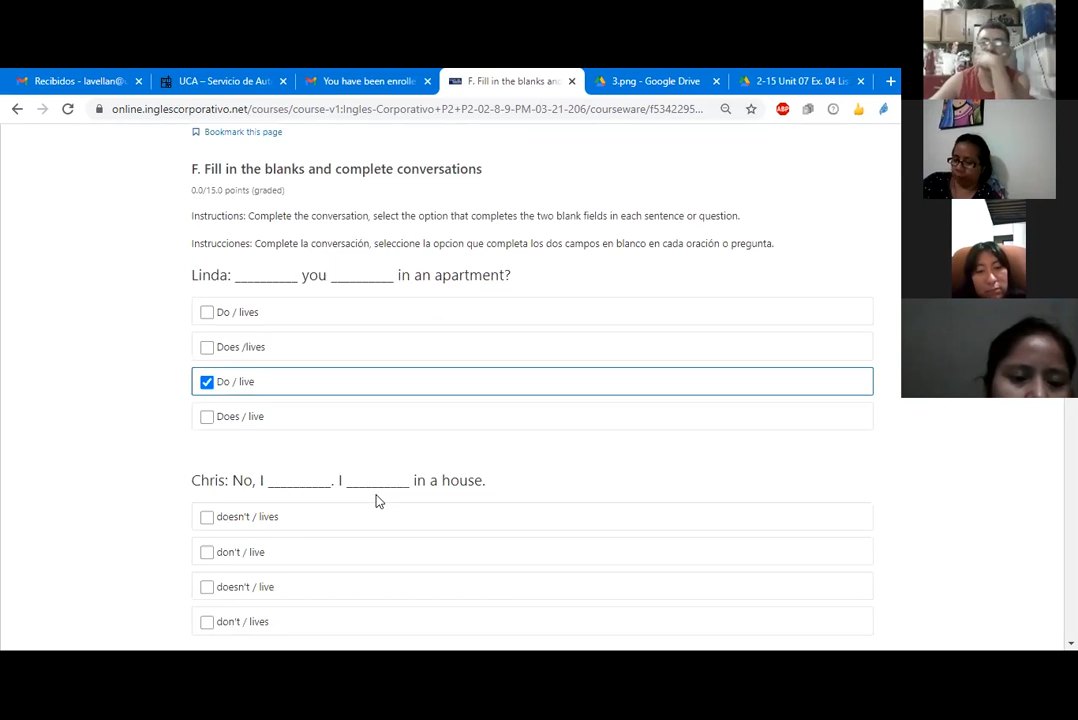 Recibidos - lavellan@u
UCA – Servicio de Aut
You have been enrolle
F. Fill in the blanks and
3.png - Google Drive
2-15 Unit 07 Ex. 04 Lis
online.inglescorporativo.net/courses/course-v1:Ingles-Corporativo+P2+P2-02-8-9-PM-03-21-206/courseware/f5342295...
ABP
Bookmark this page
F. Fill in the blanks and complete conversations
0.0/15.0 points (graded)
Instructions: Complete the conversation, select the option that completes the two blank fields in each sentence or question.
Instrucciones: Complete la conversación, seleccione la opcion que completa los dos campos en blanco en cada oración o pregunta.
Linda: __________ you __________ in an apartment?
Do / lives
Does /lives
Do / live
Does / live
Chris: No, I __________. I __________ in a house.
doesn't / lives
don't / live
doesn't / live
don't / lives